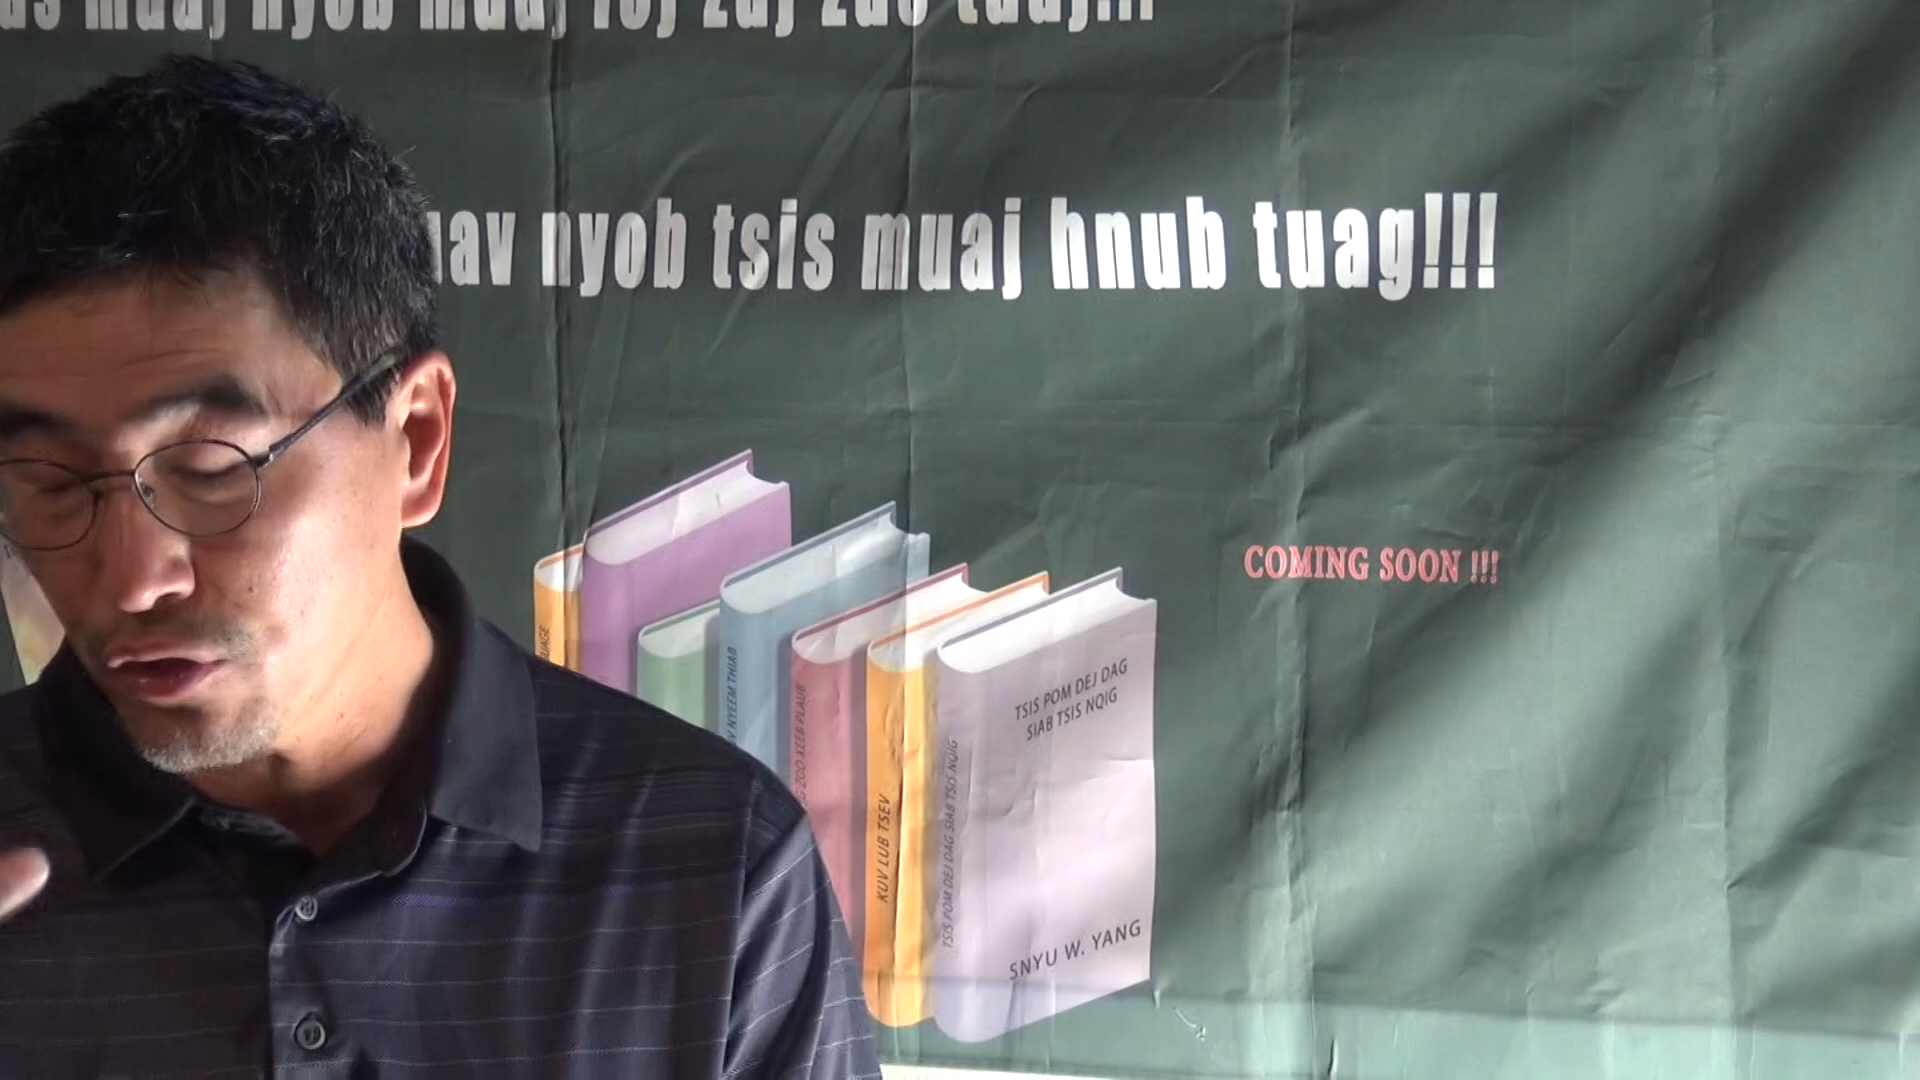 muaj nyob muaj
nyob tsis muaj hnub tuag!!!
COMING SOON !!!
TSIS POM DEJ DAG
SIAB TSIS NQIG
SNYU W. YANG
TSIS POM DEJ DAG SIAB TSIS NQIG
KUV LUB TSEV
ZOO XEEB PLAUB
NYEEM THIAB